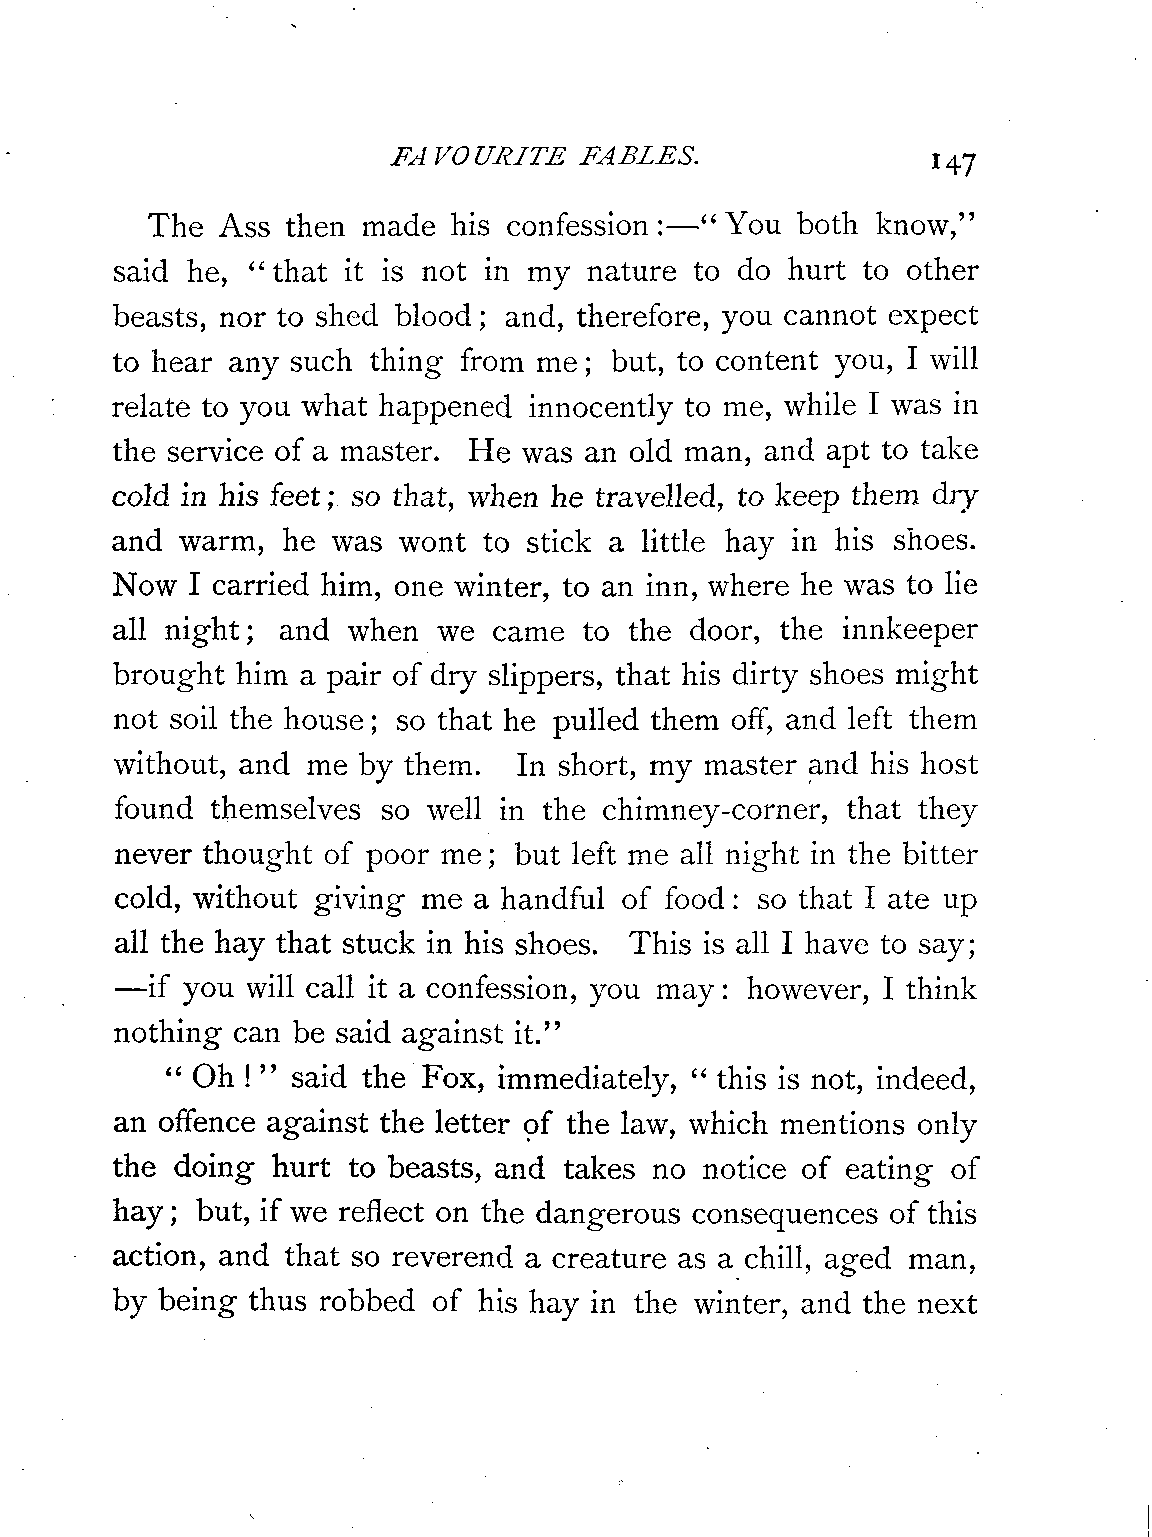 FAVOURITE FABLES. 147
The Ass then made his confession:—“You both know,”
said he, “that it is not in my nature to do hurt to other
beasts, nor to shed blood; and, therefore, you cannot expect
to hear any such thing from me; but, to content you, I will
relate to you what happened innocently to me, while I was in
the service of a master. He was an old man, and apt to take
cold in his feet; so that, when he travelled, to keep them dry
and warm, he was wont to stick a little hay in his shoes.
Now I carried him, one winter, to an inn, where he was to lie
all night; and when we came to the door, the innkeeper
brought him a pair of dry slippers, that his dirty shoes might
not soil the house; so that he pulled them off, and left them
without, and me by them. In short, my master and his host
found themselves so well in the chimney-corner, that they
never thought of poor me; but left me all night in the bitter
cold, without giving me a handful of food: so that I ate up
all the hay that stuck in his shoes. This is all I have to say;
—if you will call it a confession, you may: however, I think
nothing can be said against it.”
“Oh!” said the Fox, immediately, “this is not, indeed,
an offence against the letter of the law, which mentions only
the doing hurt to beasts, and takes no notice of eating of
hay; but, if we reflect on the dangerous consequences of this
action, and that so reverend a creature as a chill, aged man,
by being thus robbed of his hay in the winter, and the next